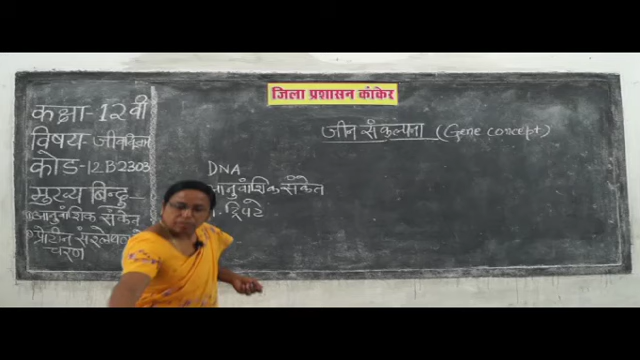 जिला प्रशासन कांकेर
कक्षा-12वी
विषय-जीवविज्ञान
कोड-12B2303
मुख्य बिन्दु-
आनुवांशिक संकेत
प्रोटीन संश्लेषण
चरण
जीन संकल्पना (Gene concept)
DNA
आनुवांशिक संकेत